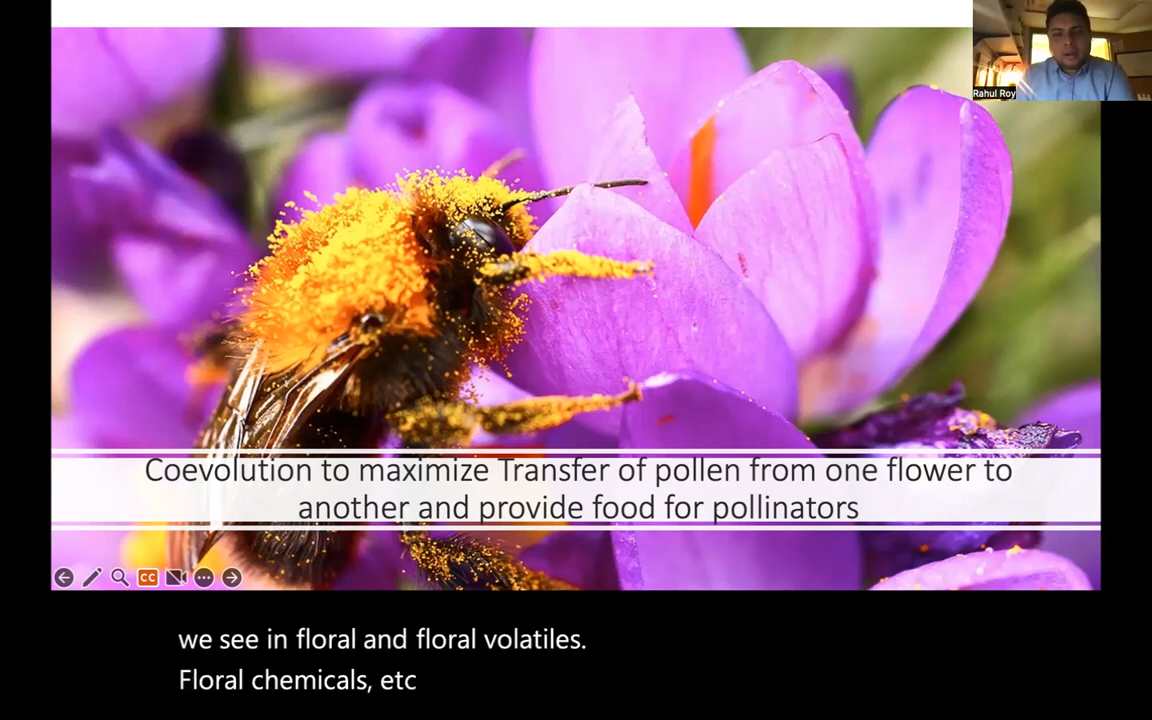 Rahul Roy
Coevolution to maximize Transfer of pollen from one flower to
another and provide food for pollinators
CC
we see in floral and floral volatiles.
Floral chemicals, etc